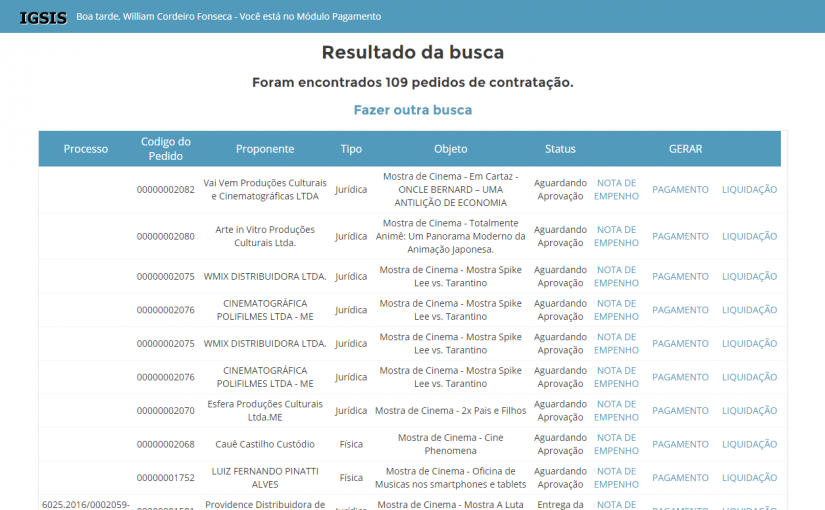 IGSIS Boa tarde, William Cordeiro Fonseca - Você está no Módulo Pagamento
Resultado da busca
Foram encontrados 109 pedidos de contratação.
Fazer outra busca
Processo Codigo do Pedido Proponente Tipo Objeto Status GERAR
00000002082 Vai Vem Produções Culturais e Cinematográficas LTDA Jurídica Mostra de Cinema - Em Cartaz - ONCLE BERNARD – UMA ANTILIÇÃO DE ECONOMIA Aguardando Aprovação NOTA DE EMPENHO PAGAMENTO LIQUIDAÇÃO
00000002080 Arte in Vitro Produções Culturais Ltda. Jurídica Mostra de Cinema - Totalmente Animê: Um Panorama Moderno da Animação Japonesa. Aguardando Aprovação NOTA DE EMPENHO PAGAMENTO LIQUIDAÇÃO
00000002075 WMIX DISTRIBUIDORA LTDA. Jurídica Mostra de Cinema - Mostra Spike Lee vs. Tarantino Aguardando Aprovação NOTA DE EMPENHO PAGAMENTO LIQUIDAÇÃO
00000002076 CINEMATOGRÁFICA POLIFILMES LTDA - ME Jurídica Mostra de Cinema - Mostra Spike Lee vs. Tarantino Aguardando Aprovação NOTA DE EMPENHO PAGAMENTO LIQUIDAÇÃO
00000002075 WMIX DISTRIBUIDORA LTDA. Jurídica Mostra de Cinema - Mostra Spike Lee vs. Tarantino Aguardando Aprovação NOTA DE EMPENHO PAGAMENTO LIQUIDAÇÃO
00000002076 CINEMATOGRÁFICA POLIFILMES LTDA - ME Jurídica Mostra de Cinema - Mostra Spike Lee vs. Tarantino Aguardando Aprovação NOTA DE EMPENHO PAGAMENTO LIQUIDAÇÃO
00000002070 Esfera Produções Culturais Ltda.ME Jurídica Mostra de Cinema - 2x Pais e Filhos Aguardando Aprovação NOTA DE EMPENHO PAGAMENTO LIQUIDAÇÃO
00000002068 Cauê Castilho Custódio Física Mostra de Cinema - Cine Phenomena Aguardando Aprovação NOTA DE EMPENHO PAGAMENTO LIQUIDAÇÃO
00000001752 LUIZ FERNANDO PINATTI ALVES Física Mostra de Cinema - Oficina de Musicas nos smartphones e tablets Aguardando Aprovação NOTA DE EMPENHO PAGAMENTO LIQUIDAÇÃO
6025.2016/0002059- Providence Distribuidora de Jurídica Mostra de Cinema - Mostra A Luta Entrega da NOTA DE PAGAMENTO LIQUIDAÇÃO